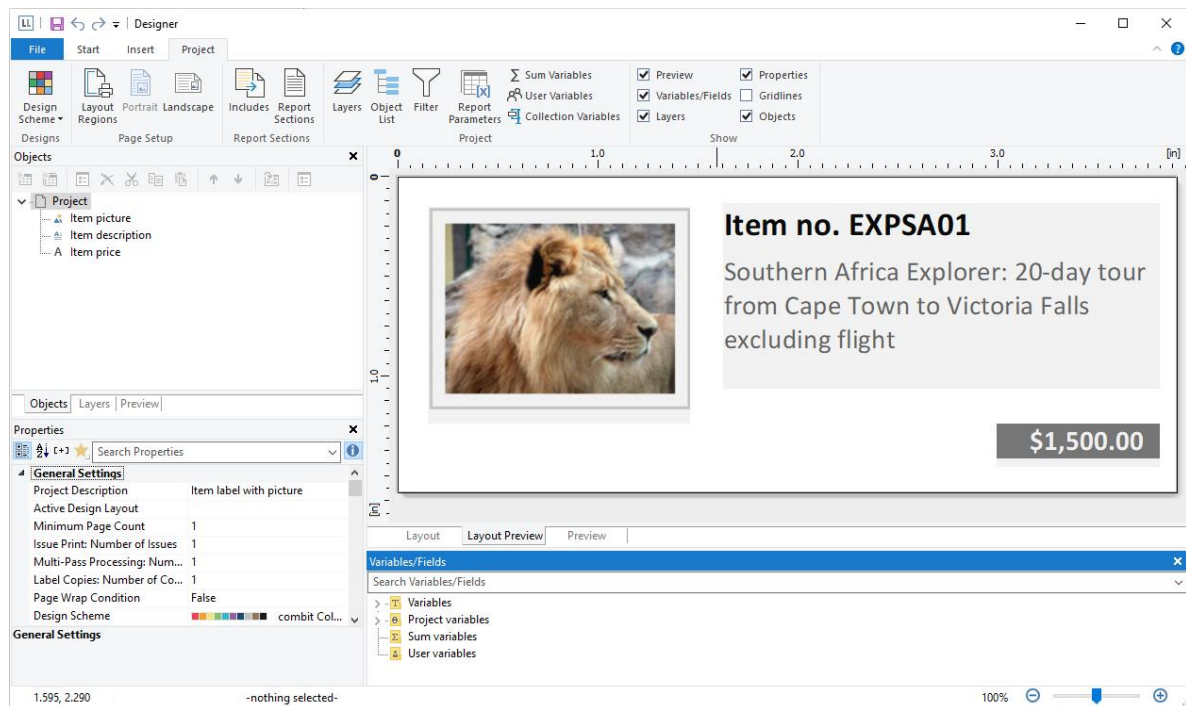 LL Designer
File Start Insert Project
Design Scheme
Layout Regions
Portrait
Landscape
Includes
Report Sections
Layers
Object List
Filter
Report Parameters
Sum Variables
User Variables
Collection Variables
Preview
Variables/Fields
Layers
Properties
Gridlines
Objects
Designs Page Setup Report Sections Project Show
Objects
Project
Item picture
Item description
A Item price
Objects Layers Preview
Properties
Search Properties
General Settings
Project Description Item label with picture
Active Design Layout
Minimum Page Count 1
Issue Print: Number of Issues 1
Multi-Pass Processing: Num... 1
Label Copies: Number of Co... 1
Page Wrap Condition False
Design Scheme combit Col...
General Settings
0 1.0 2.0 3.0 [in]
0
1.0
Item no. EXPSA01
Southern Africa Explorer: 20-day tour
from Cape Town to Victoria Falls
excluding flight
$1,500.00
Layout Layout Preview Preview
Variables/Fields
Search Variables/Fields
Variables
Project variables
Sum variables
User variables
1.595, 2.290 -nothing selected- 100%